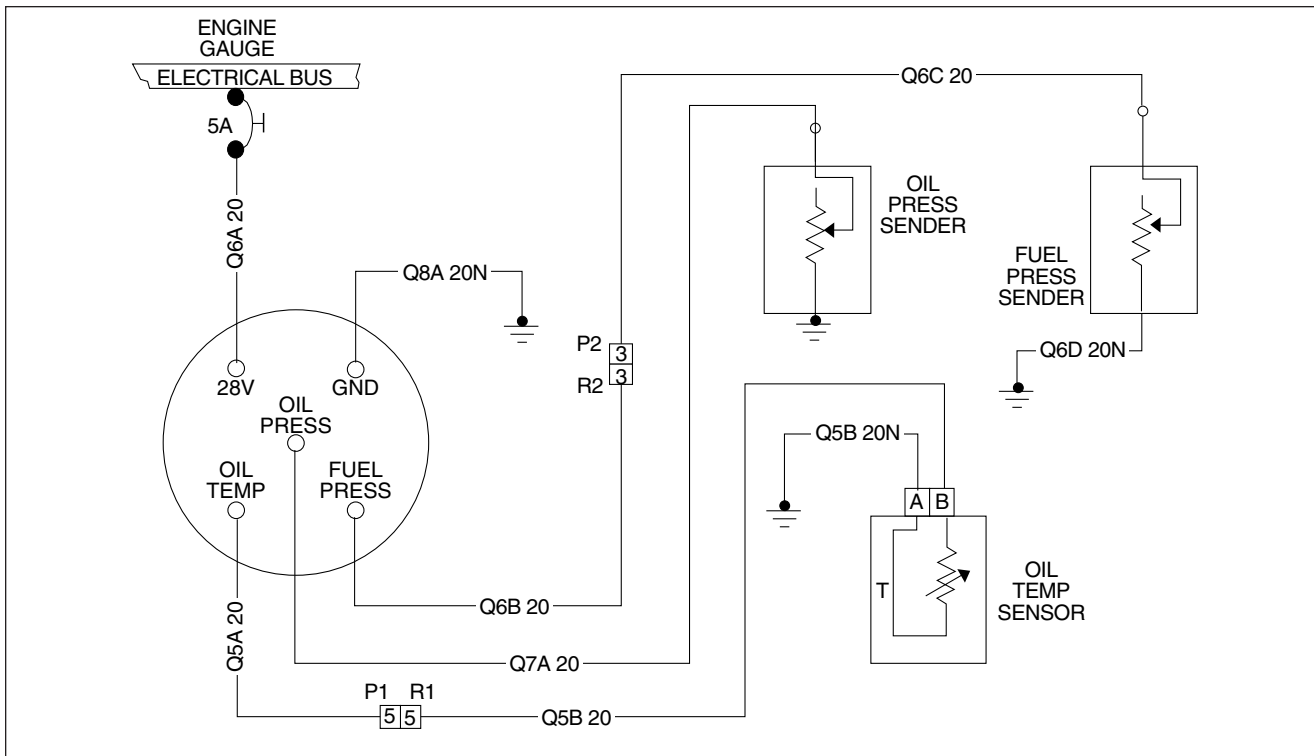 ENGINE
GAUGE
ELECTRICAL BUS
5A
Q6A 20
Q6C 20
OIL
PRESS
SENDER
FUEL
PRESS
SENDER
Q8A 20N
Q6D 20N
P2
3
3
R2
28V
GND
OIL
PRESS
OIL
TEMP
FUEL
PRESS
Q5B 20N
A B
T
OIL
TEMP
SENSOR
Q6B 20
Q5A 20
Q7A 20
P1 R1
5 5
Q5B 20